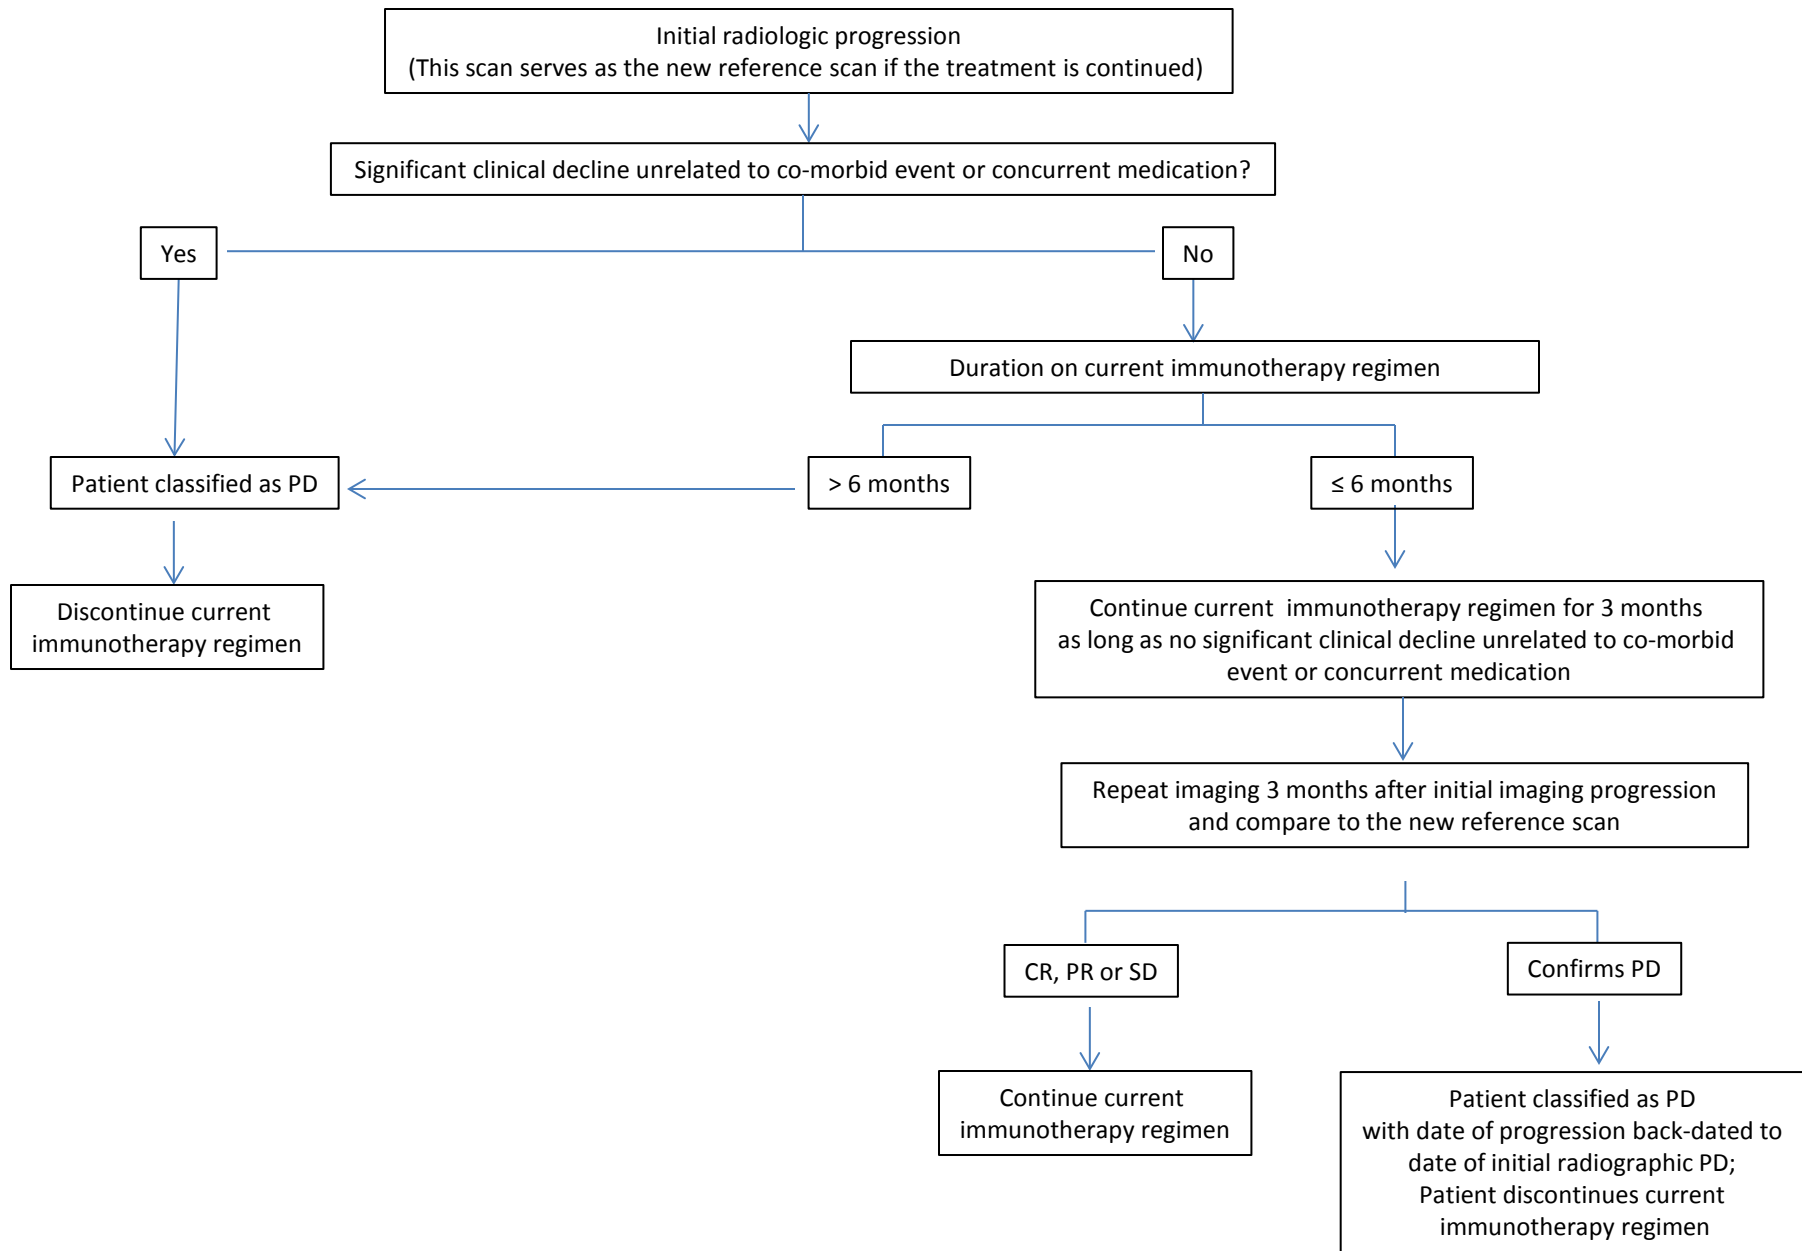 Initial radiologic progression
(This scan serves as the new reference scan if the treatment is continued)
Significant clinical decline unrelated to co-morbid event or concurrent medication?
Yes
No
Duration on current immunotherapy regimen
Patient classified as PD
> 6 months
≤ 6 months
Discontinue current
immunotherapy regimen
Continue current  immunotherapy regimen for 3 months
as long as no significant clinical decline unrelated to co-morbid
event or concurrent medication
Repeat imaging 3 months after initial imaging progression
and compare to the new reference scan
CR, PR or SD
Confirms PD
Continue current
immunotherapy regimen
Patient classified as PD
with date of progression back-dated to
date of initial radiographic PD;
Patient discontinues current
immunotherapy regimen